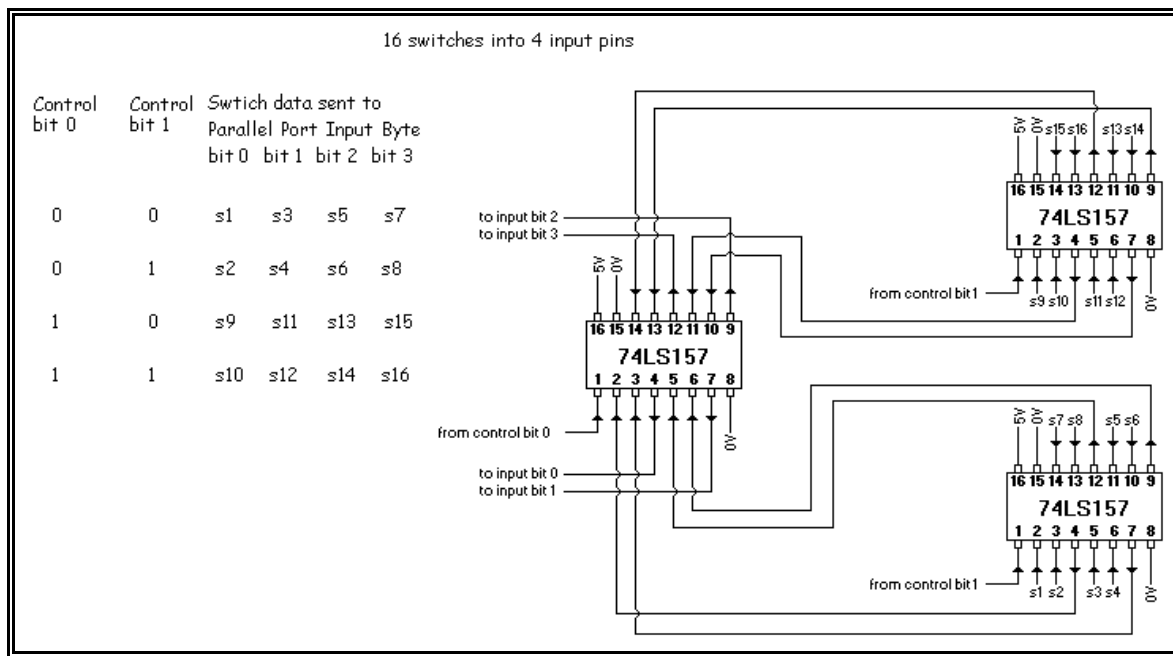 16 switches into 4 input pins
Control bit 0
Control bit 1
Swtich data sent to
Parallel Port Input Byte
bit 0 bit 1 bit 2 bit 3
0 0 s1 s3 s5 s7
0 1 s2 s4 s6 s8
1 0 s9 s11 s13 s15
1 1 s10 s12 s14 s16
5V 0V s15 s16 s13 s14
16 15 14 13 12 11 10 9
74LS157
1 2 3 4 5 6 7 8
from control bit1
s9 s10 s11 s12 0V
to input bit 2
to input bit 3
5V 0V
16 15 14 13 12 11 10 9
74LS157
1 2 3 4 5 6 7 8
from control bit 0
0V
to input bit 0
to input bit 1
5V 0V s7 s8 s5 s6
16 15 14 13 12 11 10 9
74LS157
1 2 3 4 5 6 7 8
from control bit1
s1 s2 s3 s4 0V